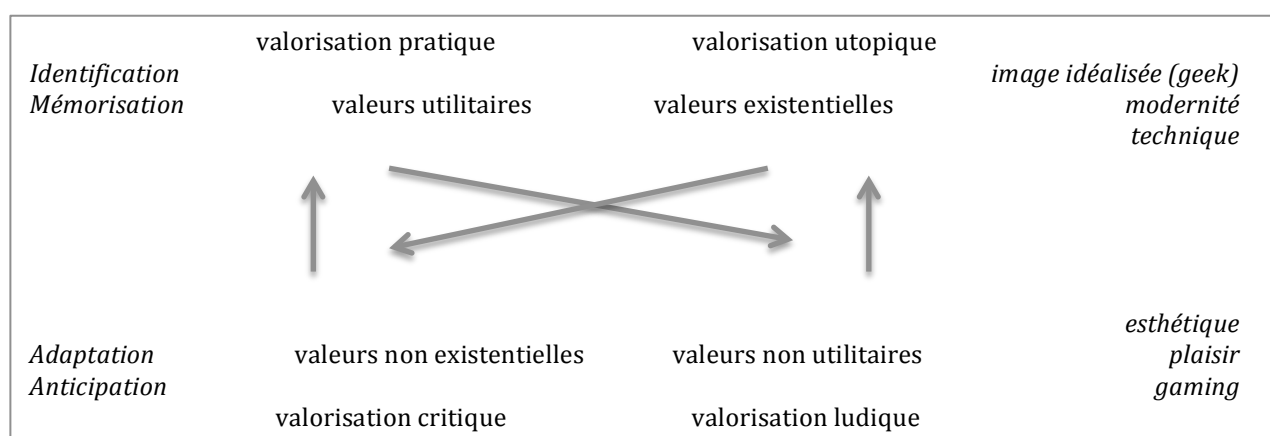 valorisation pratique valorisation utopique
Identification
Mémorisation
valeurs utilitaires valeurs existentielles
image idéalisée (geek)
modernité
technique
Adaptation
Anticipation
valeurs non existentielles valeurs non utilitaires
esthétique
plaisir
gaming
valorisation critique valorisation ludique